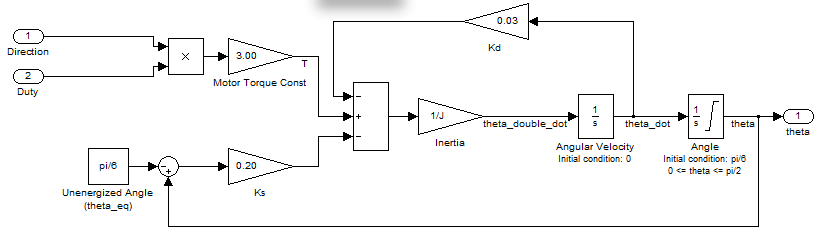 1
Direction
2
Duty
×
3.00
Motor Torque Const
T
0.03
Kd
−
+
−
1/J
Inertia
theta_double_dot
1
s
Angular Velocity
Initial condition: 0
theta_dot
1
s
Angle
Initial condition: pi/6
0 <= theta <= pi/2
theta
1
theta
pi/6
Unenergized Angle
(theta_eq)
−
+
0.20
Ks